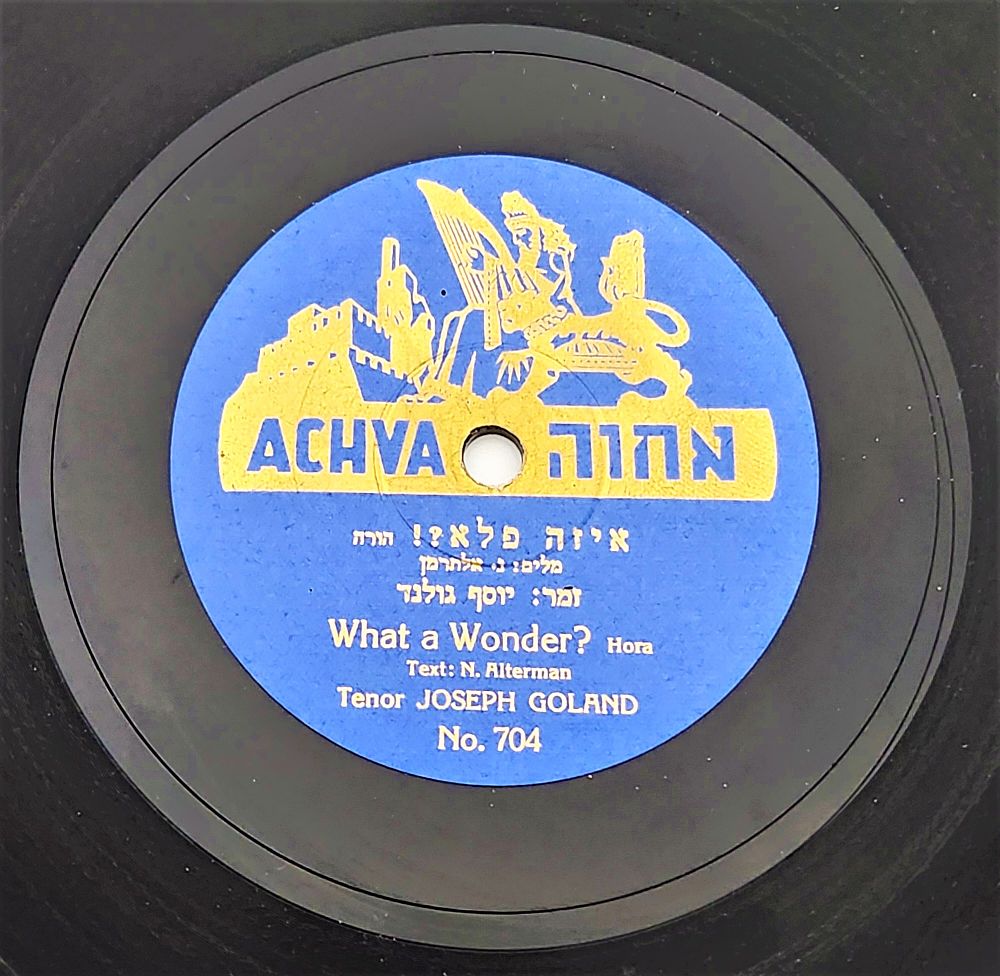 ACHVA אחוה
איזה פלא?! הורה
מלים: נ. אלתרמן
זמר: יוסף גולנד
What a Wonder? Hora
Text: N. Alterman
Tenor JOSEPH GOLAND
No. 704